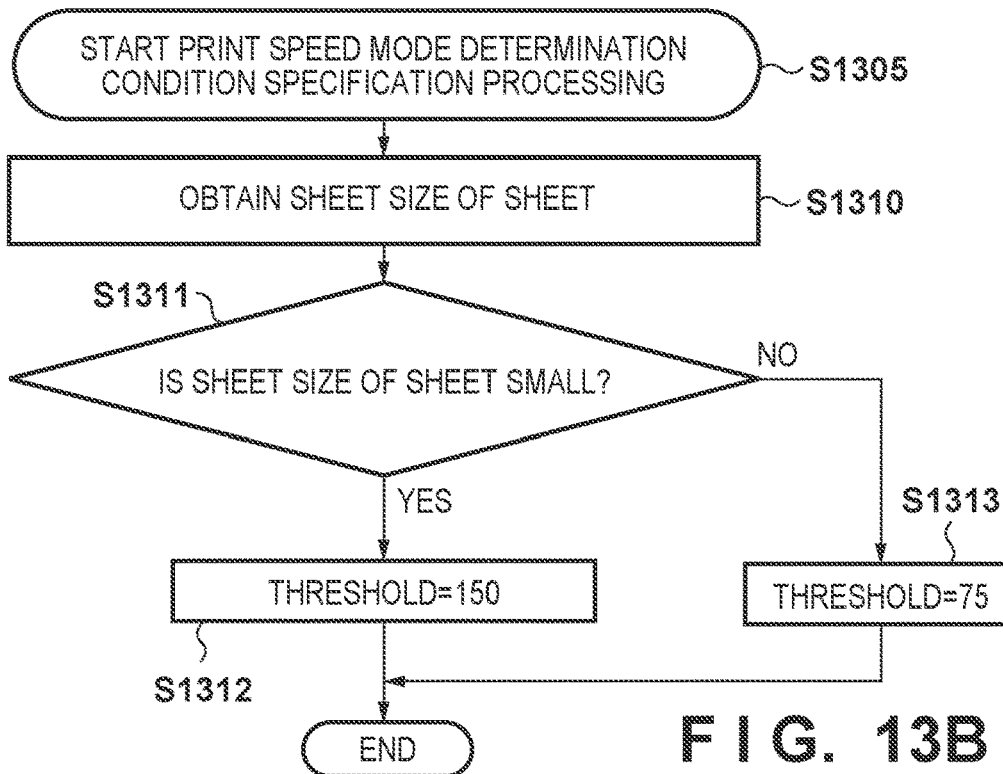 START PRINT SPEED MODE DETERMINATION
CONDITION SPECIFICATION PROCESSING
S1305
OBTAIN SHEET SIZE OF SHEET
S1310
S1311
IS SHEET SIZE OF SHEET SMALL?
NO
YES
S1313
THRESHOLD=150
THRESHOLD=75
S1312
END
FIG. 13B